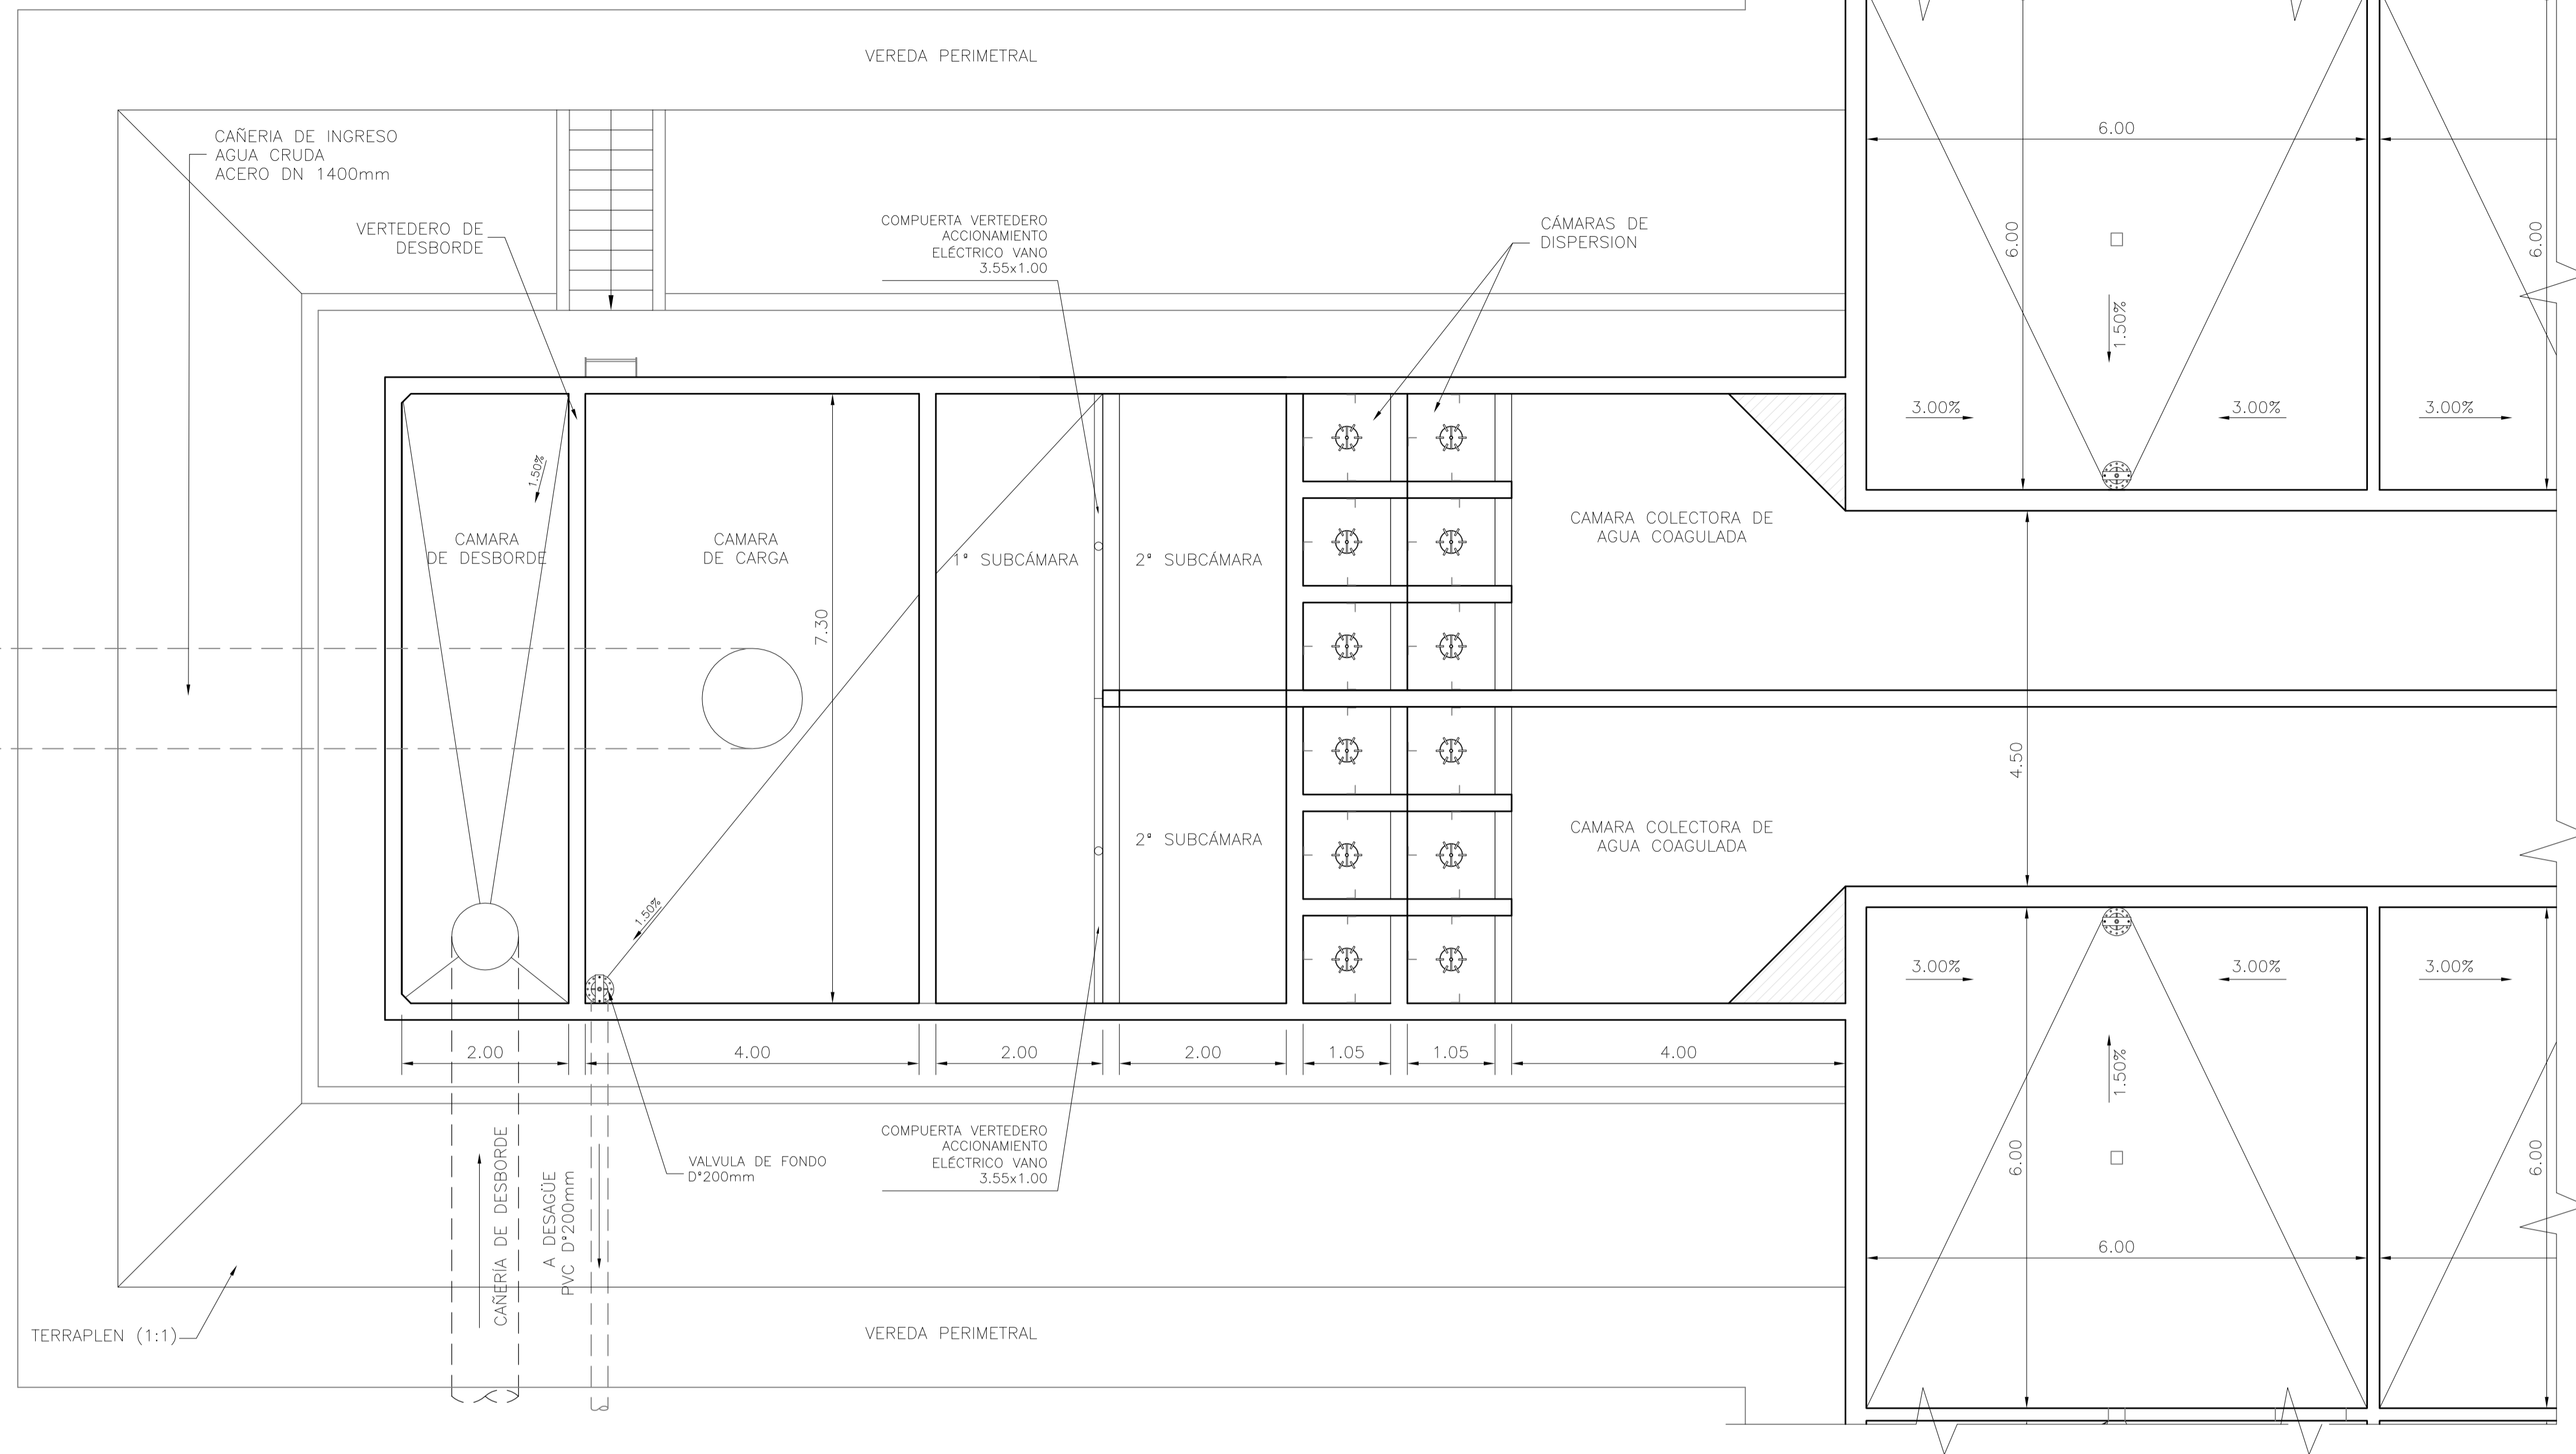 VEREDA PERIMETRAL
CAÑERIA DE INGRESO
AGUA CRUDA
ACERO DN 1400mm
VERTEDERO DE
DESBORDE
COMPUERTA VERTEDERO
ACCIONAMIENTO
ELÉCTRICO VANO
3.55x1.00
CÁMARAS DE
DISPERSION
6.00
6.00
6.00
1.50%
3.00%
3.00%
3.00%
1.50%
CAMARA
DE DESBORDE
CAMARA
DE CARGA
7.30
1ª SUBCÁMARA
2ª SUBCÁMARA
CAMARA COLECTORA DE
AGUA COAGULADA
4.50
2ª SUBCÁMARA
CAMARA COLECTORA DE
AGUA COAGULADA
1.50%
3.00%
3.00%
3.00%
2.00
4.00
2.00
2.00
1.05
1.05
4.00
1.50%
6.00
6.00
6.00
COMPUERTA VERTEDERO
ACCIONAMIENTO
ELÉCTRICO VANO
3.55x1.00
VALVULA DE FONDO
Dº200mm
CAÑERÍA DE DESBORDE
A DESAGÜE
PVC Dº200mm
TERRAPLEN (1:1)
VEREDA PERIMETRAL